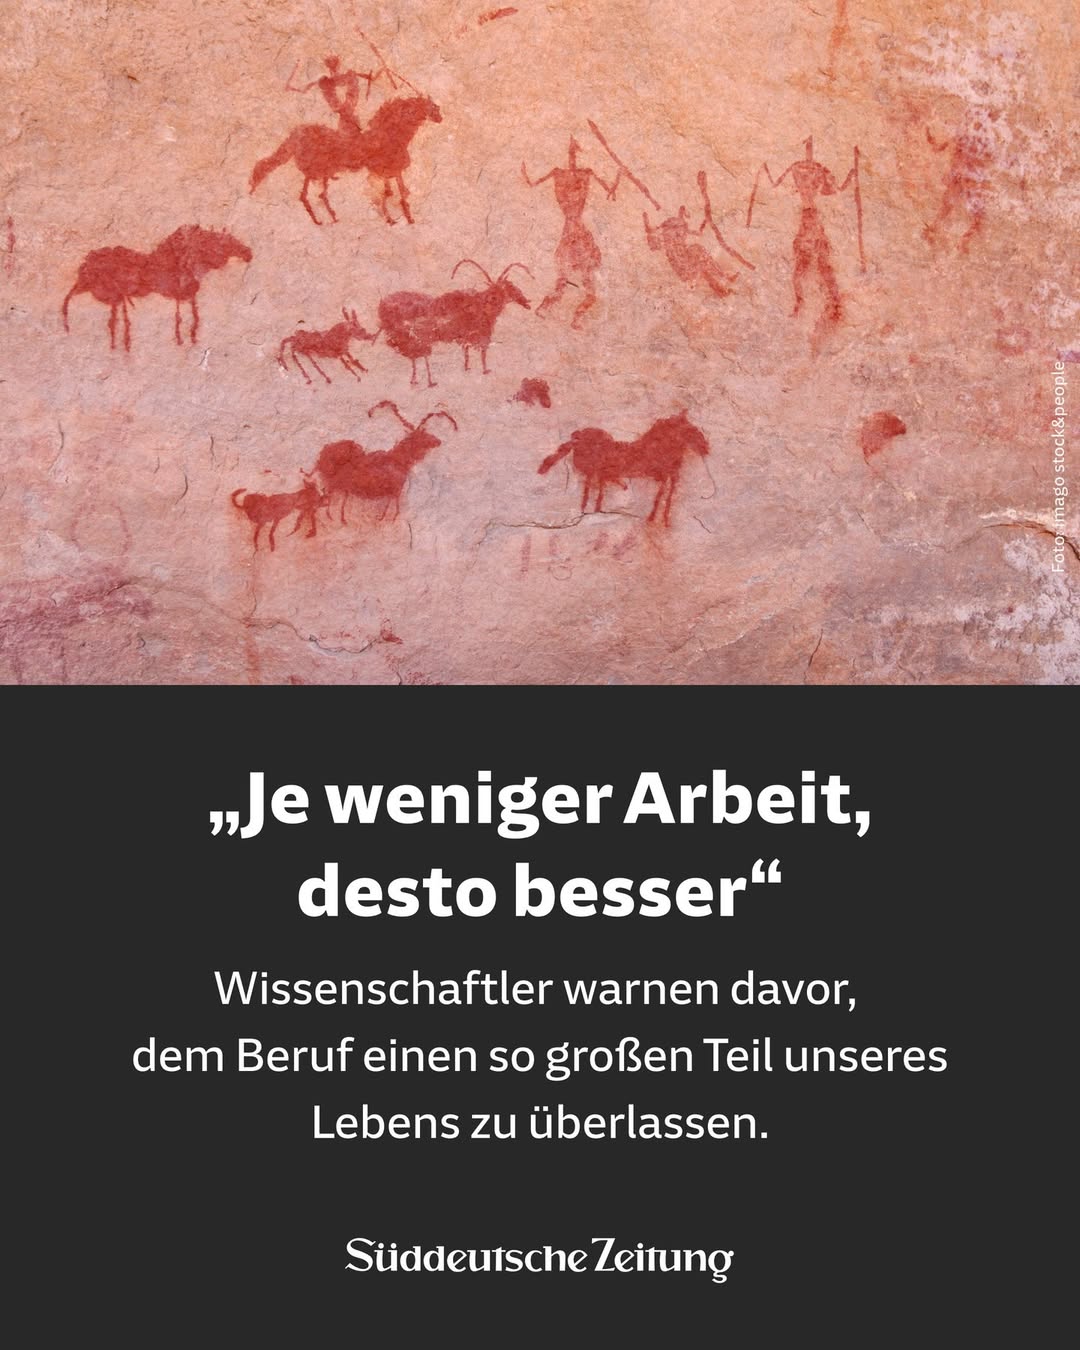 Foto: imago stock&people
„Je weniger Arbeit,
desto besser“
Wissenschaftler warnen davor,
dem Beruf einen so großen Teil unseres
Lebens zu überlassen.
Süddeutsche Zeitung